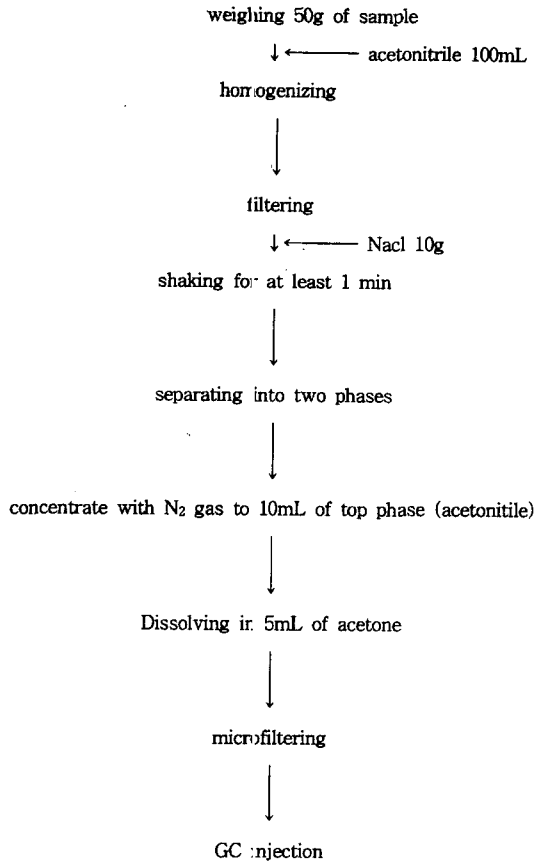 weighing 50g of sample
acetonitrile 100mL
homogenizing
filtering
Nacl 10g
shaking for at least 1 min
separating into two phases
concentrate with N₂ gas to 10mL of top phase (acetonitile)
Dissolving in 5mL of acetone
microfiltering
GC injection